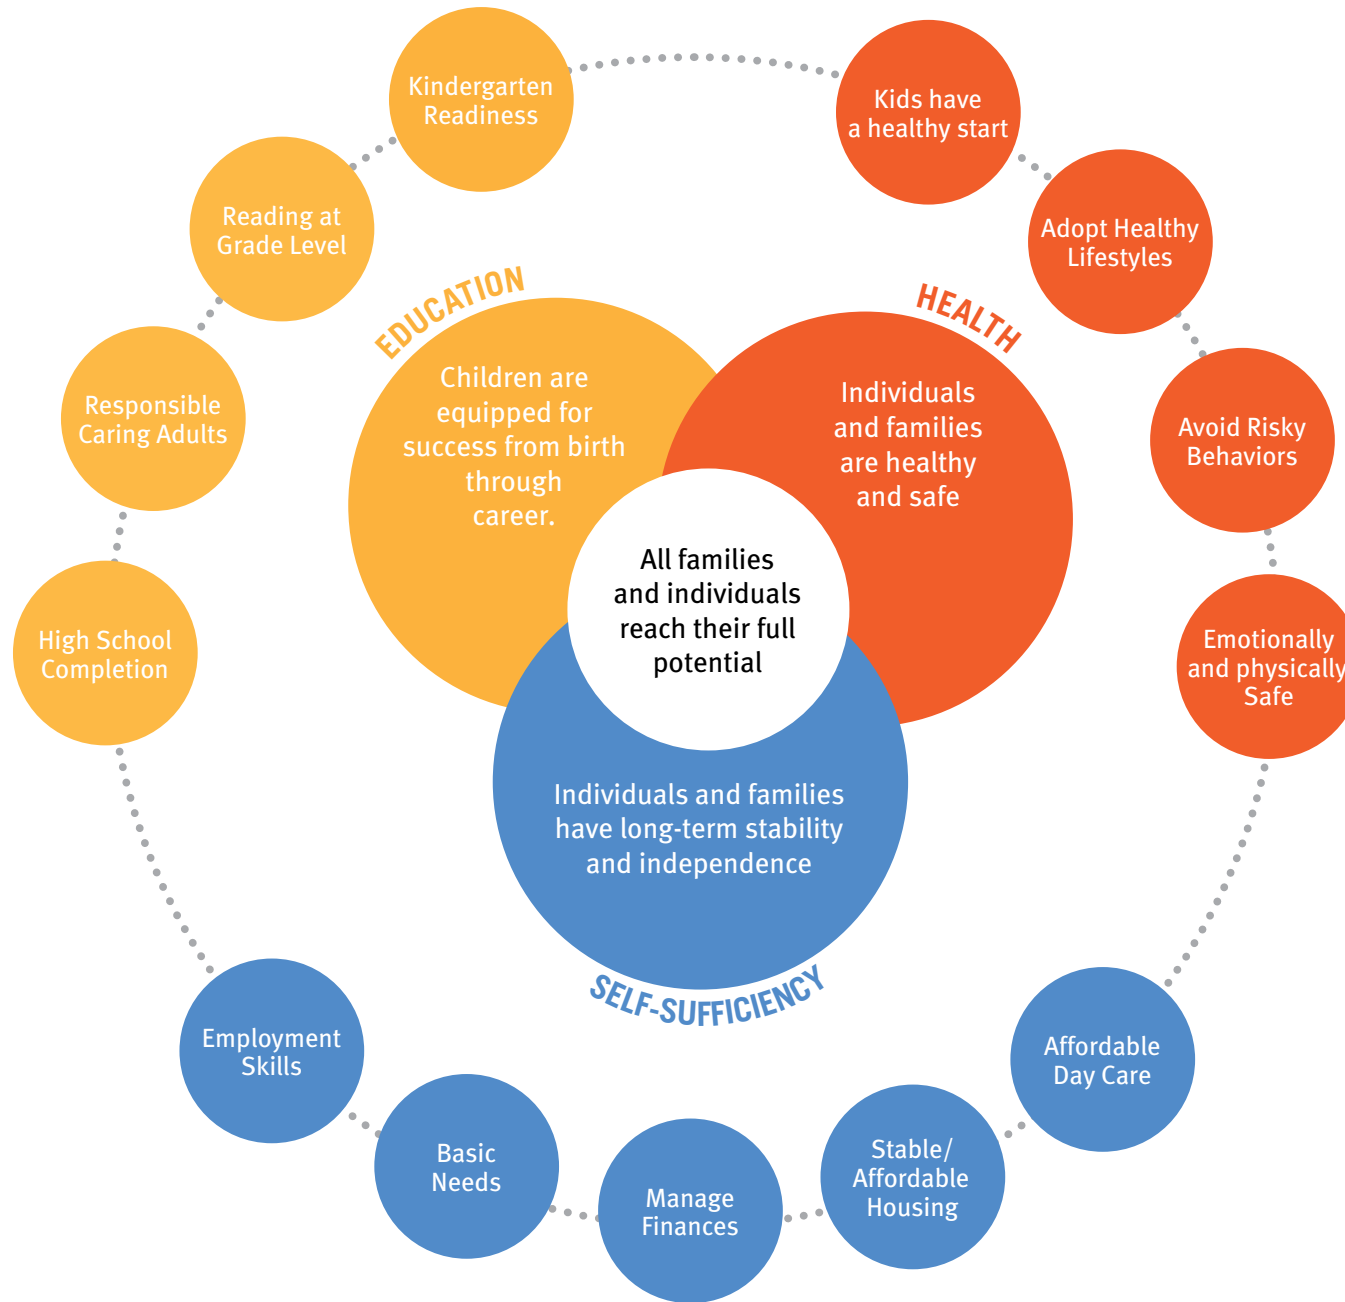 Kindergarten
Readiness
Kids have
a healthy start
Reading at
Grade Level
Adopt Healthy
Lifestyles
Responsible
Caring Adults
Avoid Risky
Behaviors
High School
Completion
Emotionally
and physically
Safe
EDUCATION
Children are
equipped for
success from birth
through
career.
HEALTH
Individuals
and families
are healthy
and safe
All families
and individuals
reach their full
potential
Individuals and families
have long-term stability
and independence
SELF-SUFFICIENCY
Employment
Skills
Basic
Needs
Manage
Finances
Stable/
Affordable
Housing
Affordable
Day Care